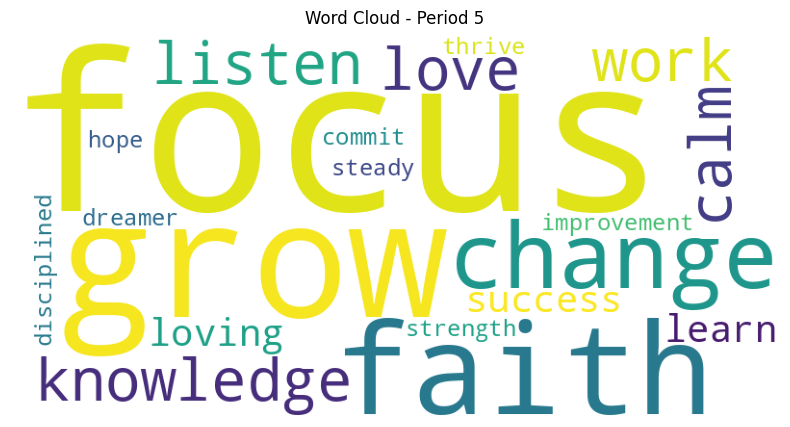 Word Cloud - Period 5
thrive
listen
love
work
focus
calm
hope
commit
steady
disciplined
dreamer
improvement
grow
change
success
loving
strength
learn
faith
knowledge